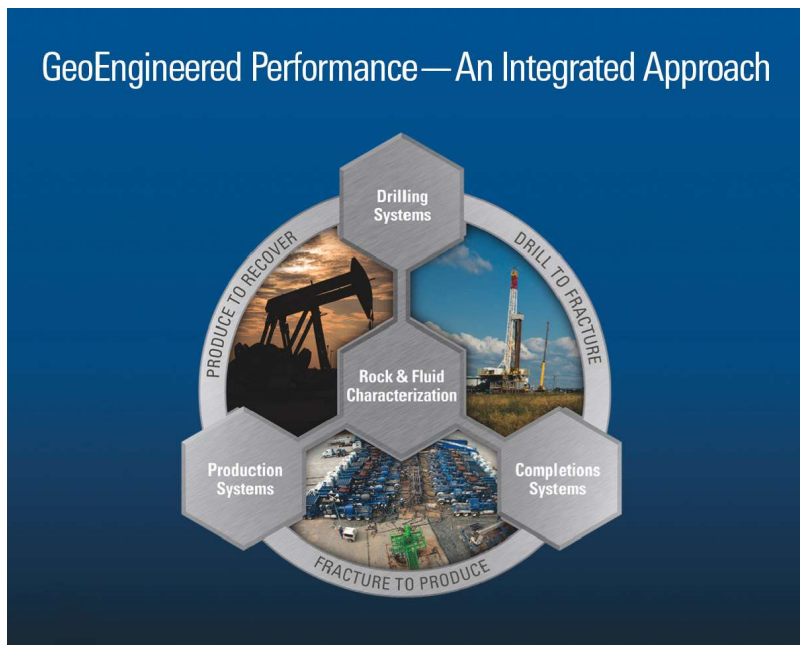 GeoEngineered Performance—An Integrated Approach
Drilling
Systems
PRODUCE TO RECOVER
DRILL TO FRACTURE
Rock & Fluid
Characterization
Production
Systems
Completions
Systems
FRACTURE TO PRODUCE